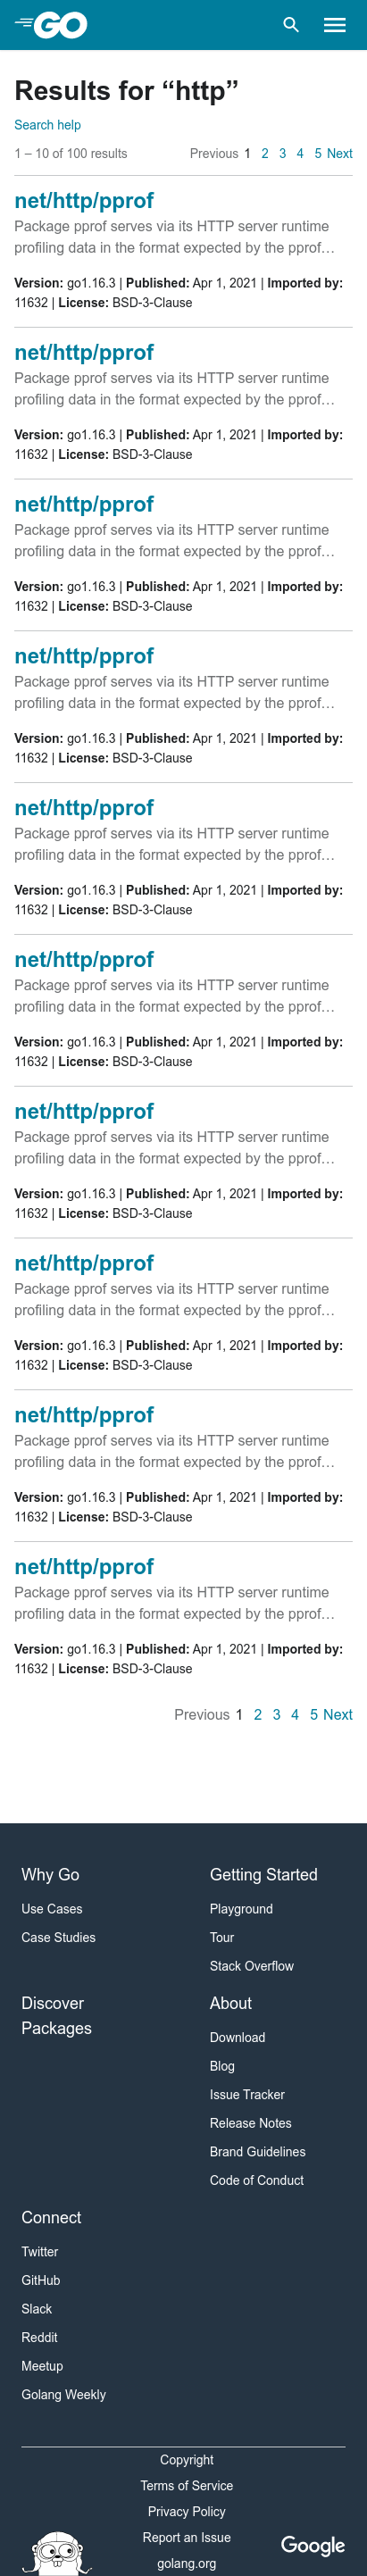 GO
Results for “http”
Search help
1 – 10 of 100 results Previous 1 2 3 4 5 Next
net/http/pprof
Package pprof serves via its HTTP server runtime
profiling data in the format expected by the pprof…
Version: go1.16.3 | Published: Apr 1, 2021 | Imported by:
11632 | License: BSD-3-Clause
net/http/pprof
Package pprof serves via its HTTP server runtime
profiling data in the format expected by the pprof…
Version: go1.16.3 | Published: Apr 1, 2021 | Imported by:
11632 | License: BSD-3-Clause
net/http/pprof
Package pprof serves via its HTTP server runtime
profiling data in the format expected by the pprof…
Version: go1.16.3 | Published: Apr 1, 2021 | Imported by:
11632 | License: BSD-3-Clause
net/http/pprof
Package pprof serves via its HTTP server runtime
profiling data in the format expected by the pprof…
Version: go1.16.3 | Published: Apr 1, 2021 | Imported by:
11632 | License: BSD-3-Clause
net/http/pprof
Package pprof serves via its HTTP server runtime
profiling data in the format expected by the pprof…
Version: go1.16.3 | Published: Apr 1, 2021 | Imported by:
11632 | License: BSD-3-Clause
net/http/pprof
Package pprof serves via its HTTP server runtime
profiling data in the format expected by the pprof…
Version: go1.16.3 | Published: Apr 1, 2021 | Imported by:
11632 | License: BSD-3-Clause
net/http/pprof
Package pprof serves via its HTTP server runtime
profiling data in the format expected by the pprof…
Version: go1.16.3 | Published: Apr 1, 2021 | Imported by:
11632 | License: BSD-3-Clause
net/http/pprof
Package pprof serves via its HTTP server runtime
profiling data in the format expected by the pprof…
Version: go1.16.3 | Published: Apr 1, 2021 | Imported by:
11632 | License: BSD-3-Clause
net/http/pprof
Package pprof serves via its HTTP server runtime
profiling data in the format expected by the pprof…
Version: go1.16.3 | Published: Apr 1, 2021 | Imported by:
11632 | License: BSD-3-Clause
net/http/pprof
Package pprof serves via its HTTP server runtime
profiling data in the format expected by the pprof…
Version: go1.16.3 | Published: Apr 1, 2021 | Imported by:
11632 | License: BSD-3-Clause
Previous 1 2 3 4 5 Next
Why Go
Use Cases
Case Studies
Getting Started
Playground
Tour
Stack Overflow
Discover
Packages
About
Download
Blog
Issue Tracker
Release Notes
Brand Guidelines
Code of Conduct
Connect
Twitter
GitHub
Slack
Reddit
Meetup
Golang Weekly
Copyright
Terms of Service
Privacy Policy
Report an Issue
golang.org
Google